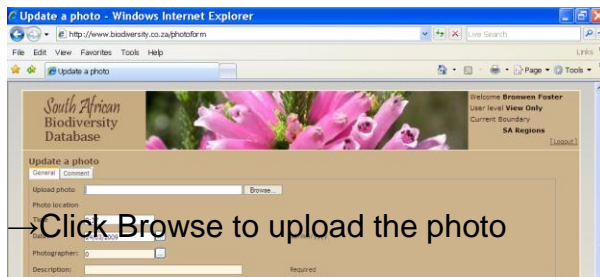 Update a photo - Windows Internet Explorer
http://www.biodiversity.co.za/photoform
Live Search
File Edit View Favorites Tools Help
Links
Update a photo
Page Tools
South African
Biodiversity
Database
Welcome Bronwen Foster
User level View Only
Current Boundary
SA Regions
[Logout]
Update a photo
General Comment
Upload photo Browse...
Photo location
→Click Browse to upload the photo
Photographer: 0
Description: Required